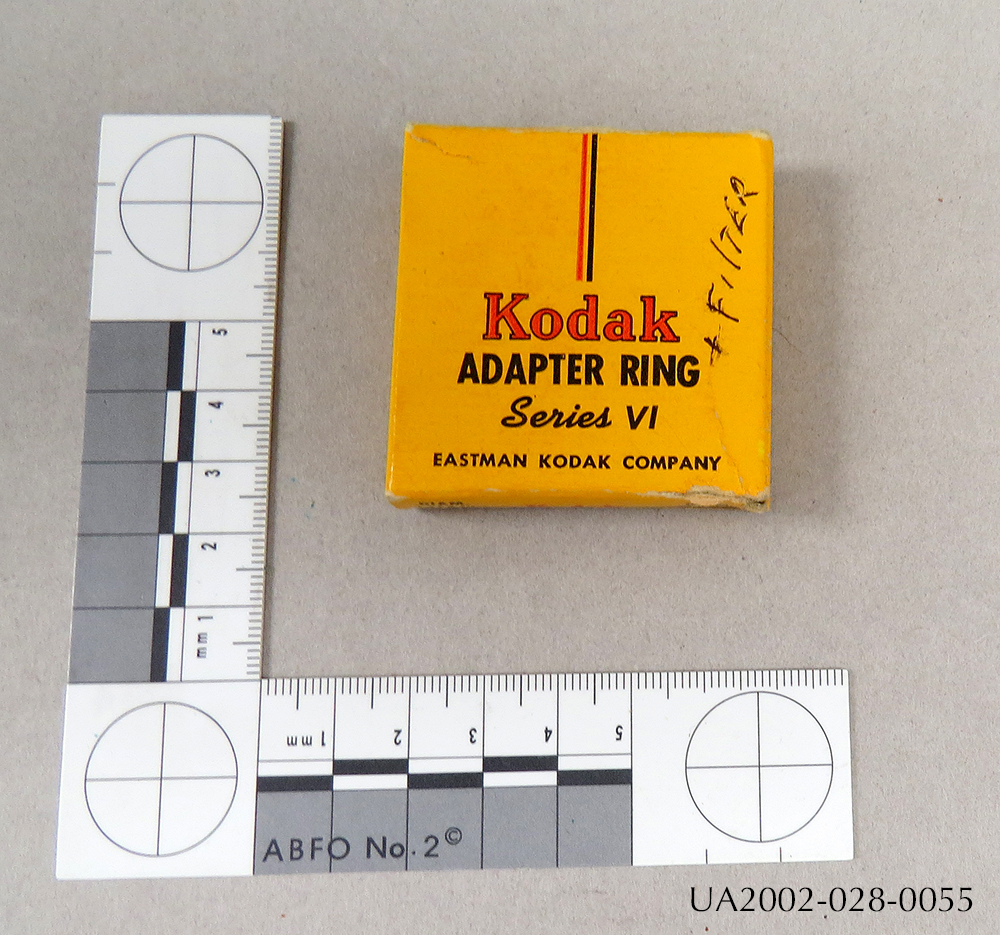 Kodak
ADAPTER RING
Series VI
EASTMAN KODAK COMPANY
+ FILTER
DIAM.
5
4
3
2
mm 1
1 mm
2
3
4
5
ABFO No. 2©
UA2002-028-0055